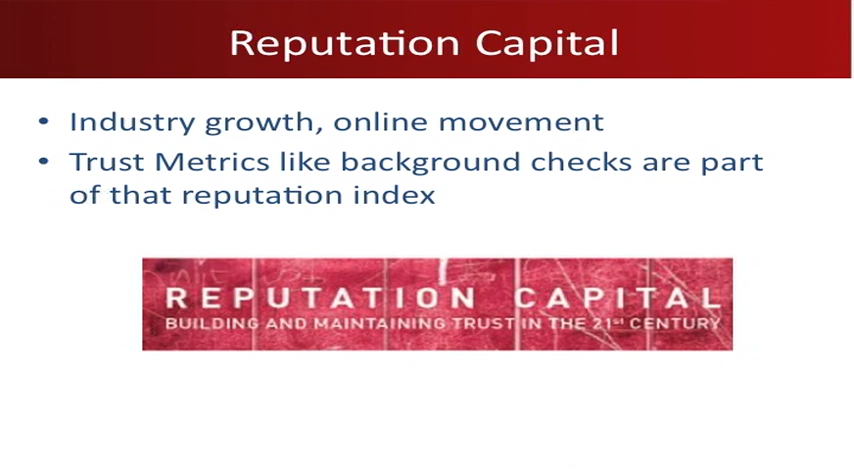 Reputation Capital
• Industry growth, online movement
• Trust Metrics like background checks are part
of that reputation index
REPUTATION CAPITAL
BUILDING AND MAINTAINING TRUST IN THE 21st CENTURY